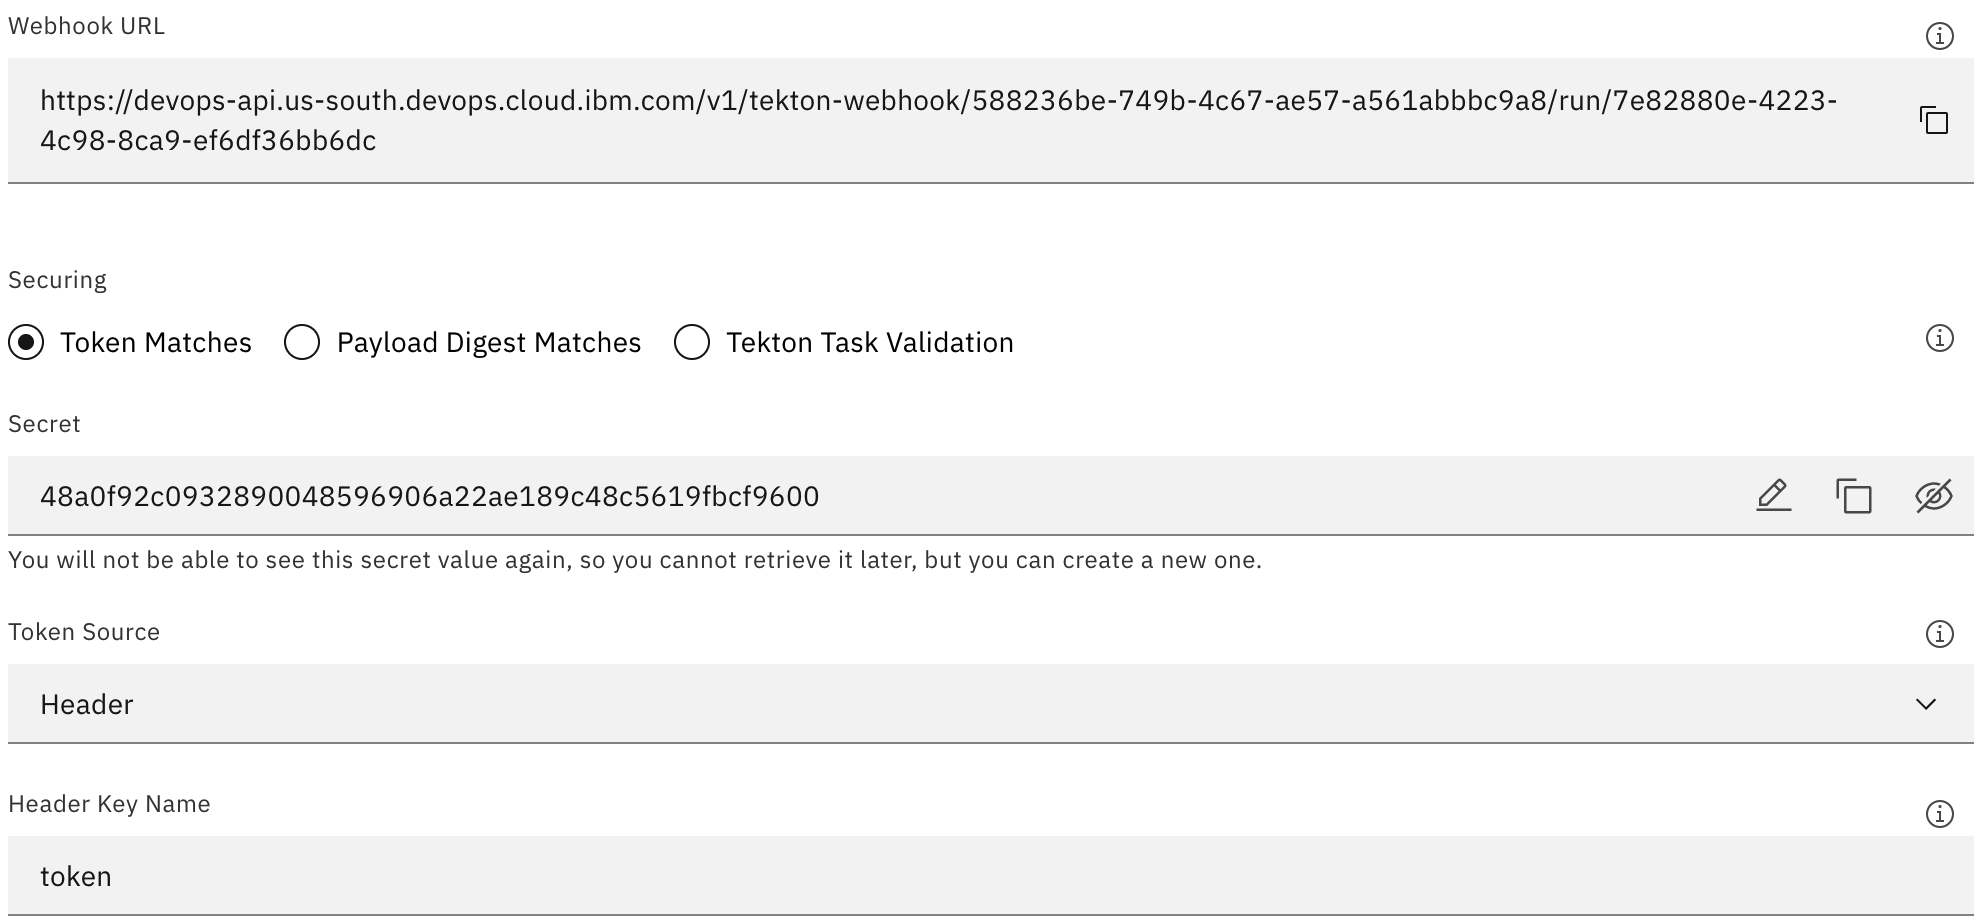 Webhook URL
https://devops-api.us-south.devops.cloud.ibm.com/v1/tekton-webhook/588236be-749b-4c67-ae57-a561abbbc9a8/run/7e82880e-4223-
4c98-8ca9-ef6df36bb6dc
Securing
Token Matches Payload Digest Matches Tekton Task Validation
Secret
48a0f92c0932890048596906a22ae189c48c5619fbcf9600
You will not be able to see this secret value again, so you cannot retrieve it later, but you can create a new one.
Token Source
Header
Header Key Name
token